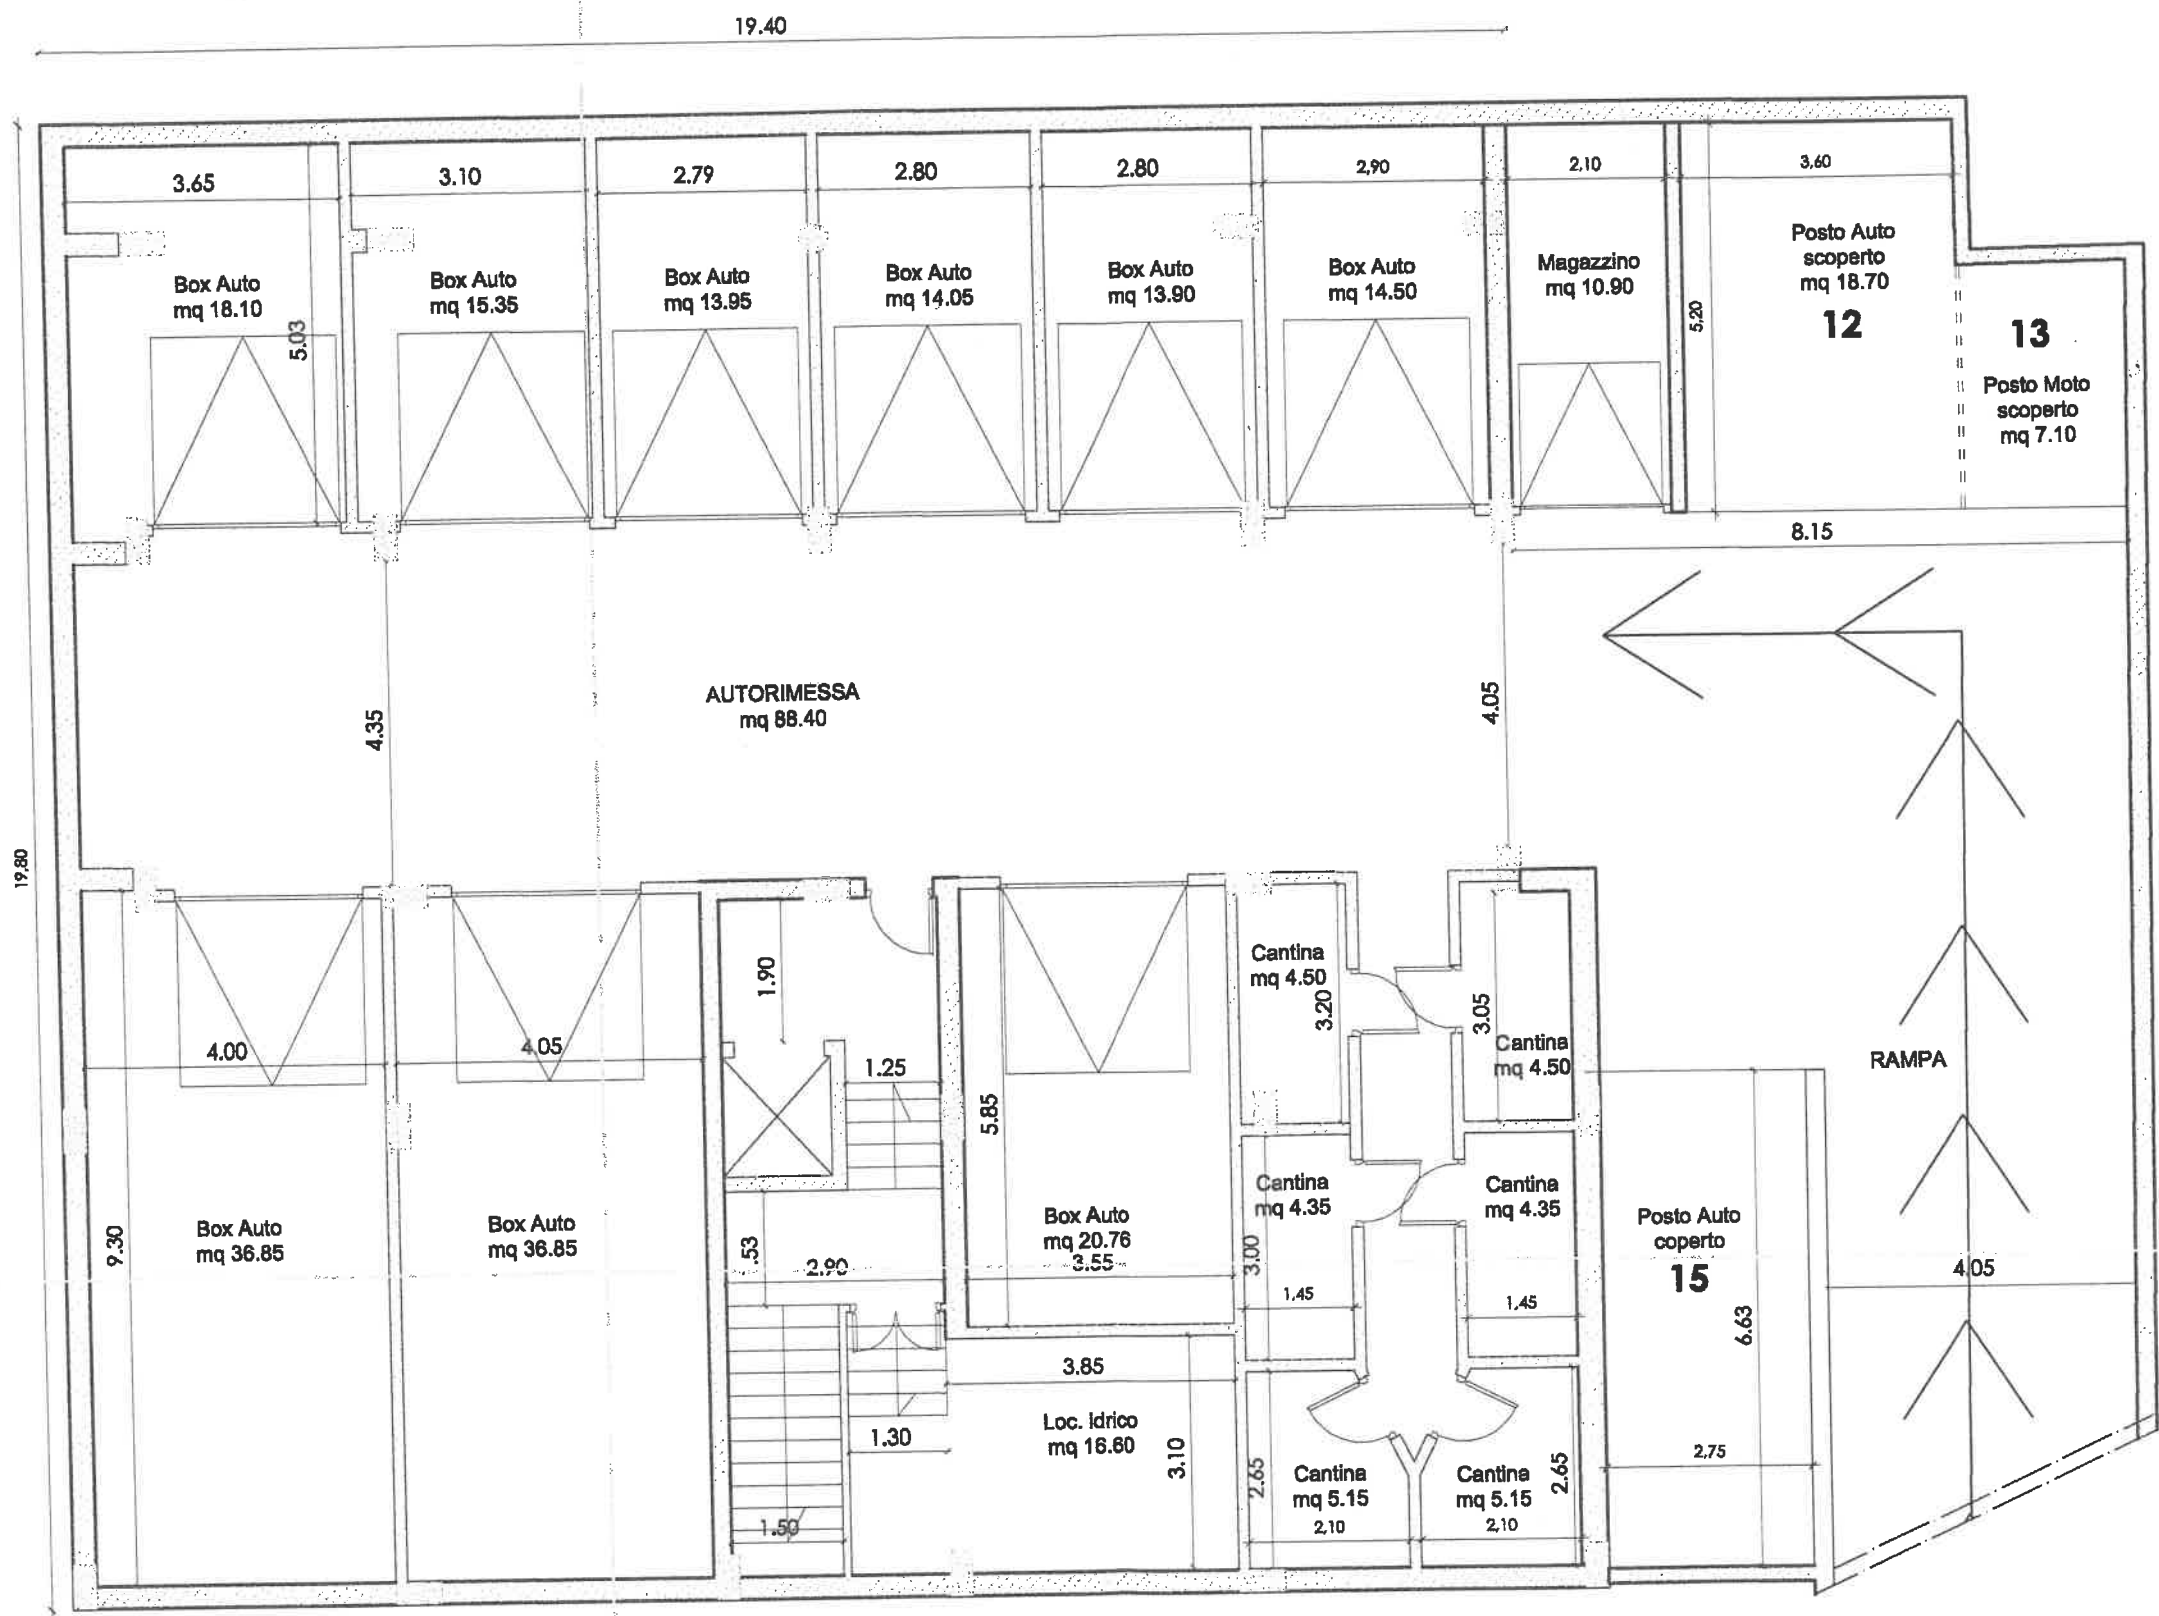 19.40
3.65
3.10
2.79
2.80
2.80
2,90
2,10
3,60
Box Auto
mq 18.10
5.03
Box Auto
mq 15.35
Box Auto
mq 13.95
Box Auto
mq 14.05
Box Auto
mq 13.90
Box Auto
mq 14.50
Magazzino
mq 10.90
5,20
Posto Auto
scoperto
mq 18.70
12
13
Posto Moto
scoperto
mq 7.10
8.15
4.35
AUTORIMESSA
mq 88.40
4.05
19,80
1.90
4.00
4.05
1.25
5.85
Cantina
mq 4.50
3.20
3.05
Cantina
mq 4.50
RAMPA
9.30
Box Auto
mq 36.85
Box Auto
mq 36.85
.53
2.90
Box Auto
mq 20.76
3.55
Cantina
mq 4.35
3.00
1,45
Cantina
mq 4.35
1,45
Posto Auto
coperto
15
6.63
4.05
3.85
Loc. Idrico
mq 16.60
1.30
3.10
1.50
2.65
Cantina
mq 5.15
2,10
Cantina
mq 5.15
2.65
2,10
2,75